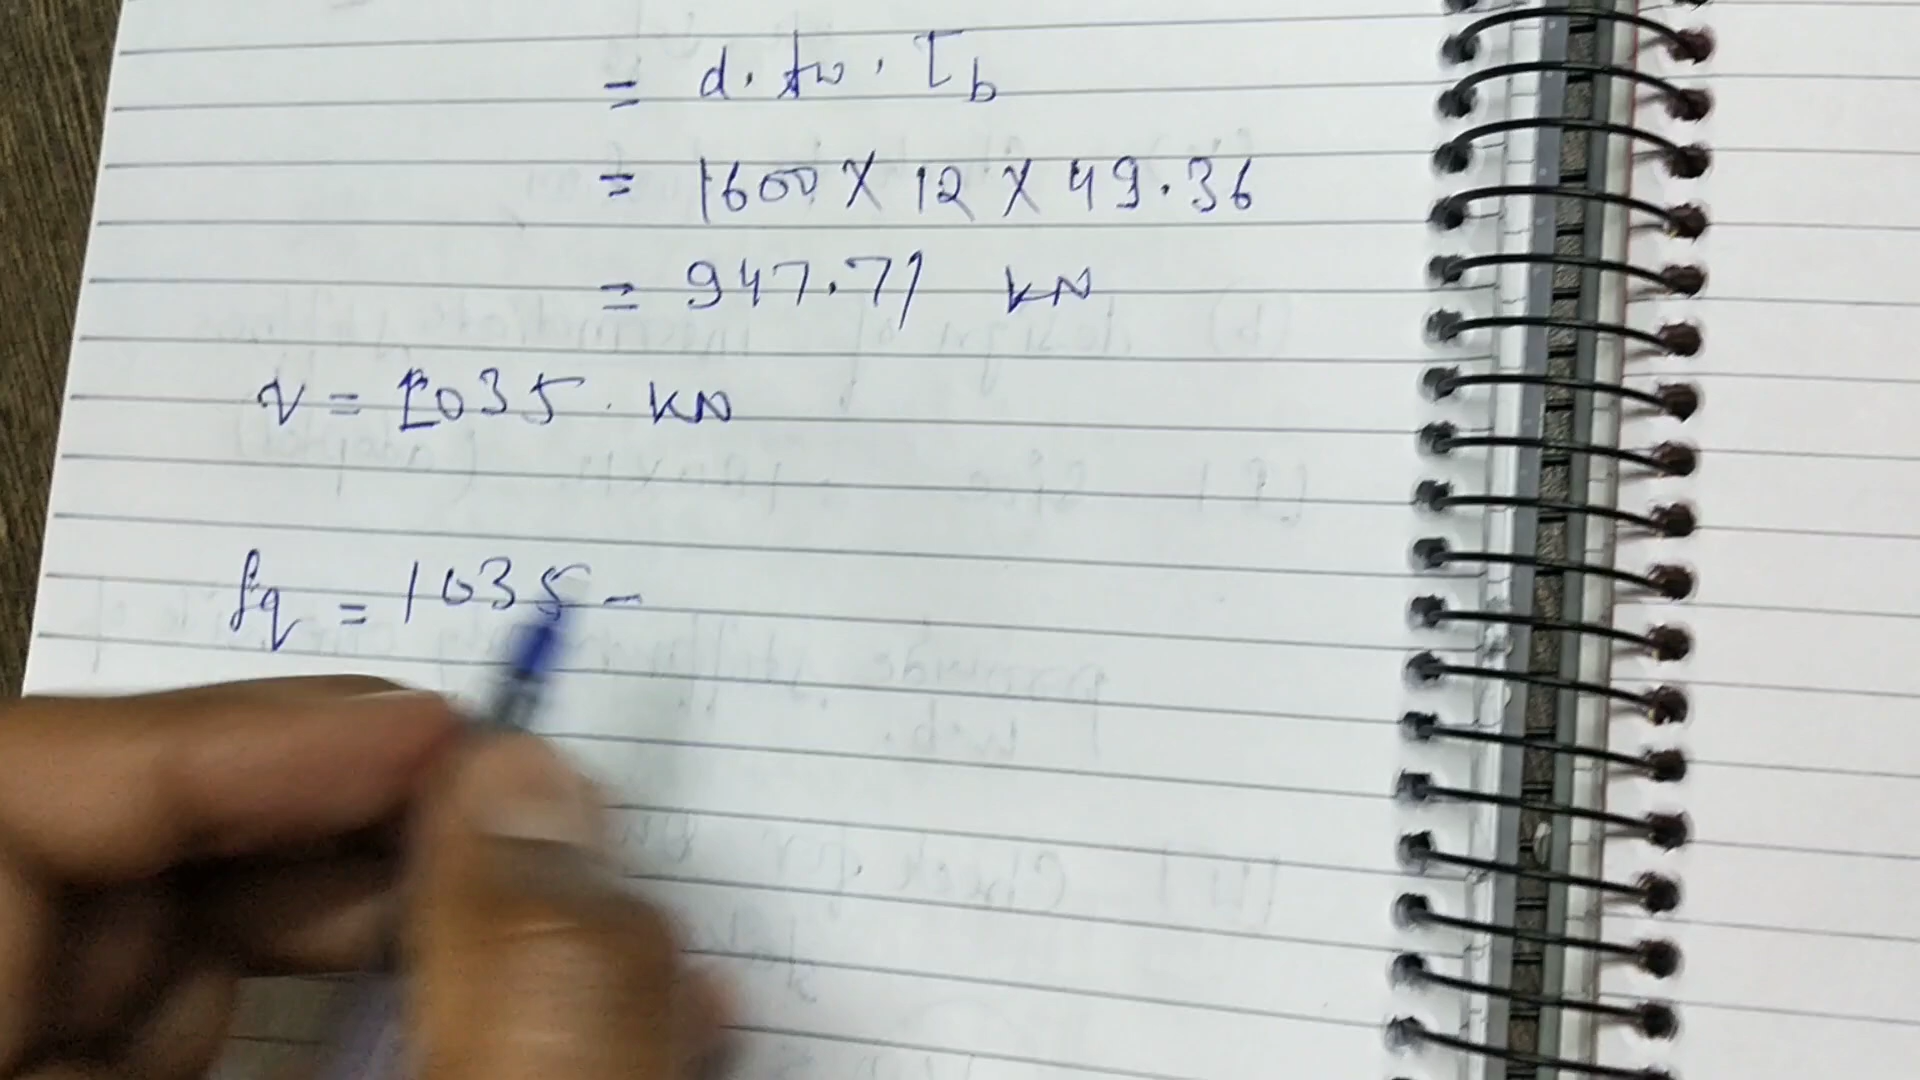 = d. tw. τb
= 1600 X 12 X 49.36
= 947.71 kN
V = 1035 kN
fq = 1035 -